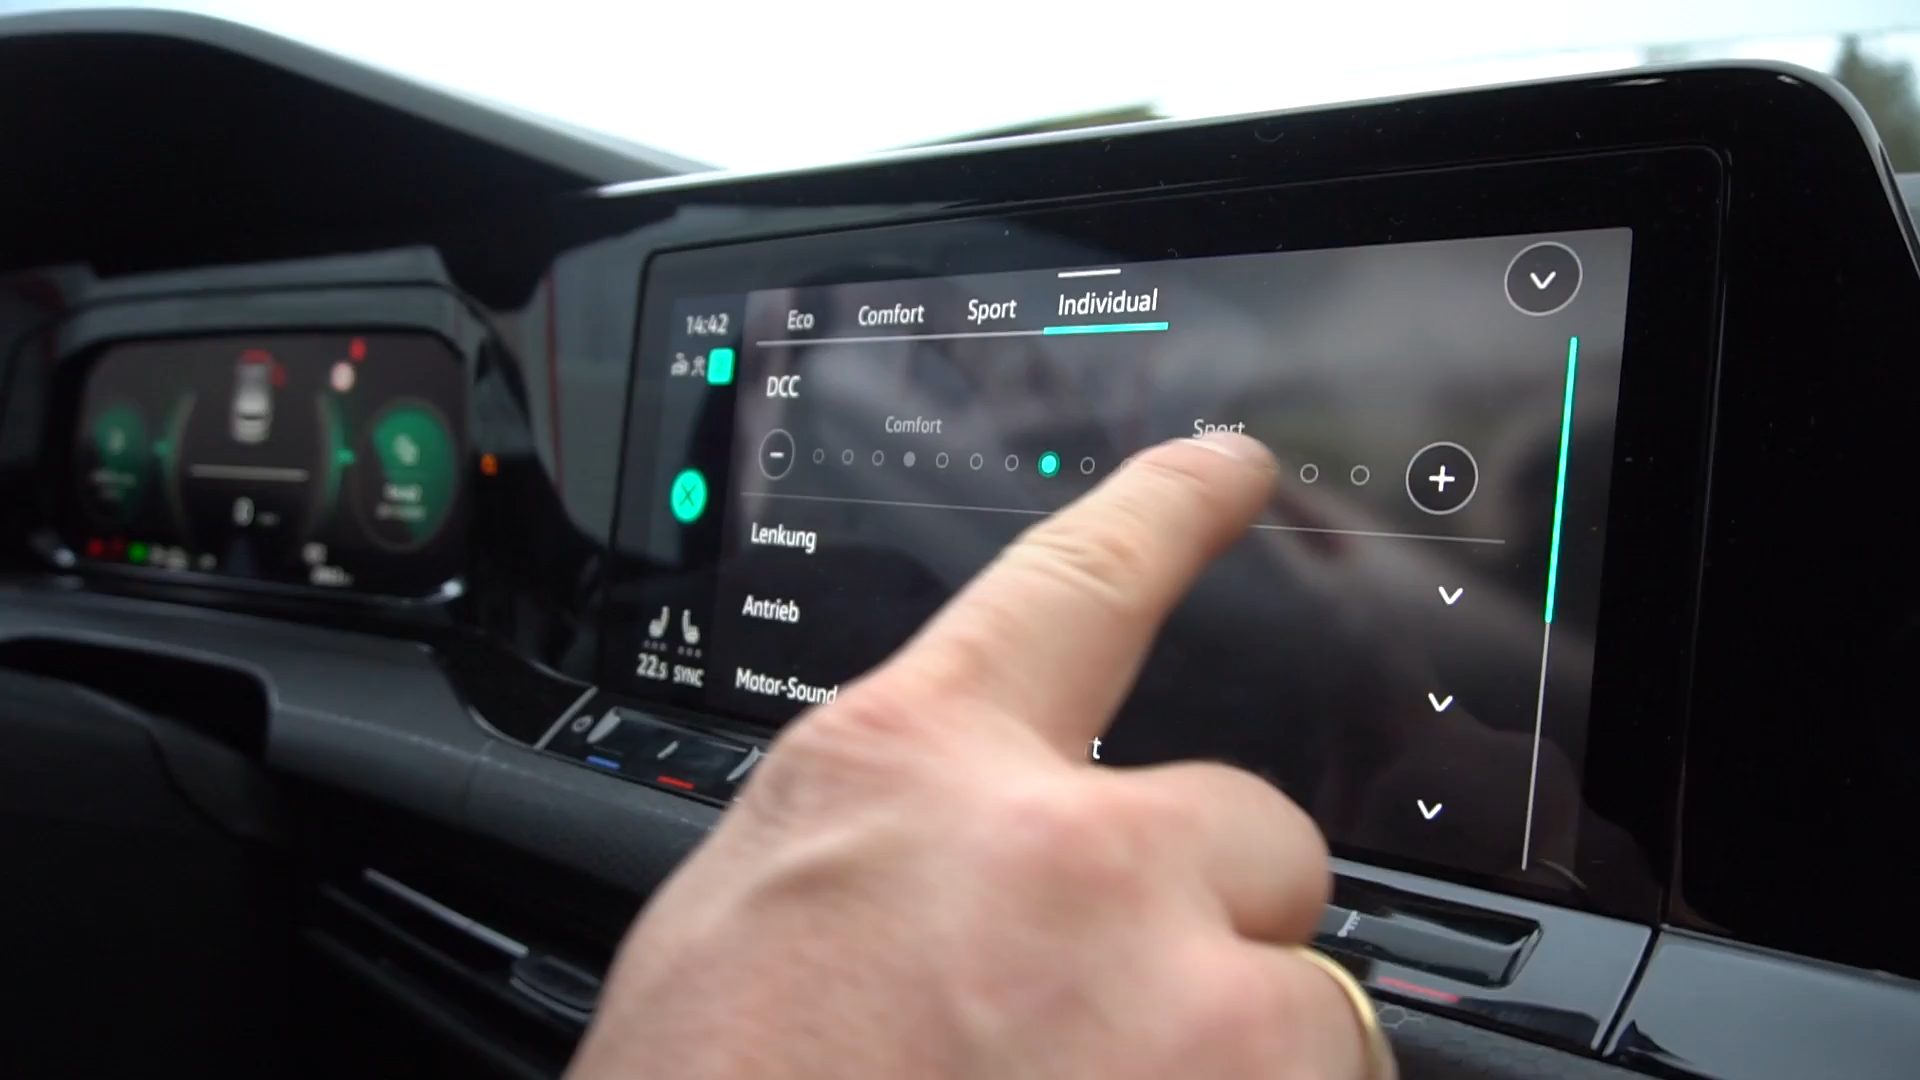 14:42
Eco Comfort Sport Individual
DCC
Comfort Sport
Lenkung
Antrieb
Motor-Sound
t
22.5 SYNC